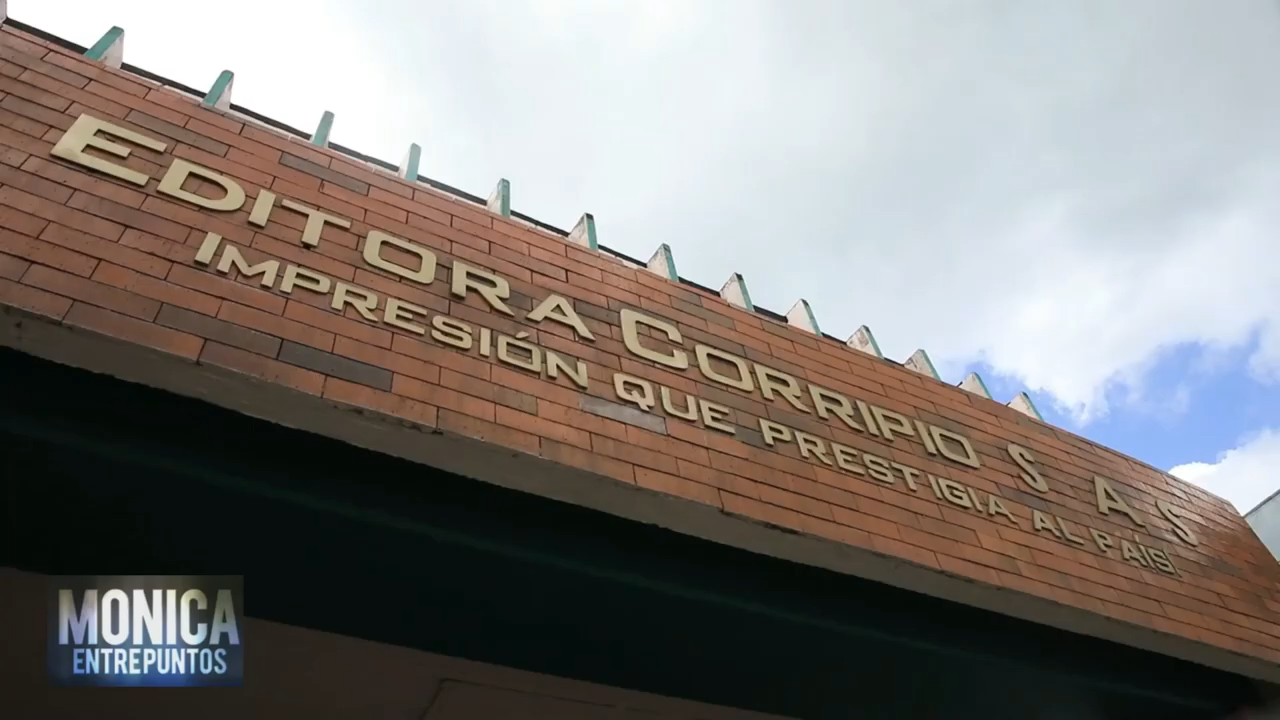 EDITORA CORRIPIO S A S
IMPRESIÓN QUE PRESTIGIA AL PAÍS
MONICA
ENTREPUNTOS